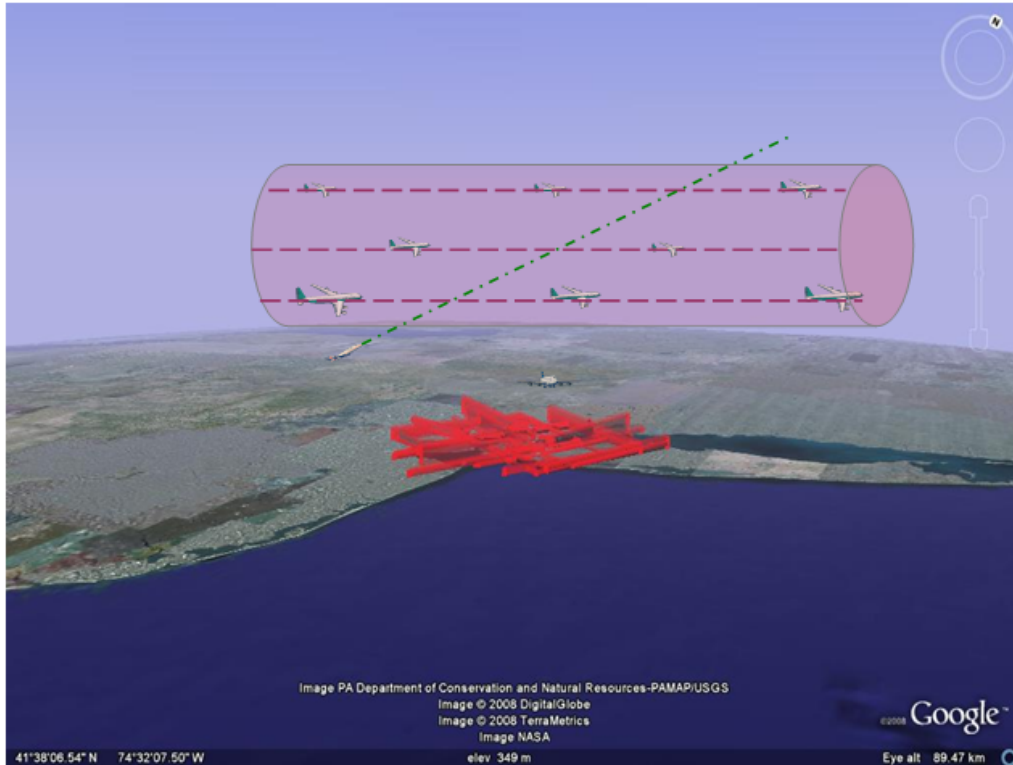 N
Image PA Department of Conservation and Natural Resources-PAMAP/USGS
Image © 2008 DigitalGlobe
Image © 2008 TerraMetrics
Image NASA
©2008 Google™
41°38'06.54" N 74°32'07.50" W elev 349 m Eye alt 89.47 km